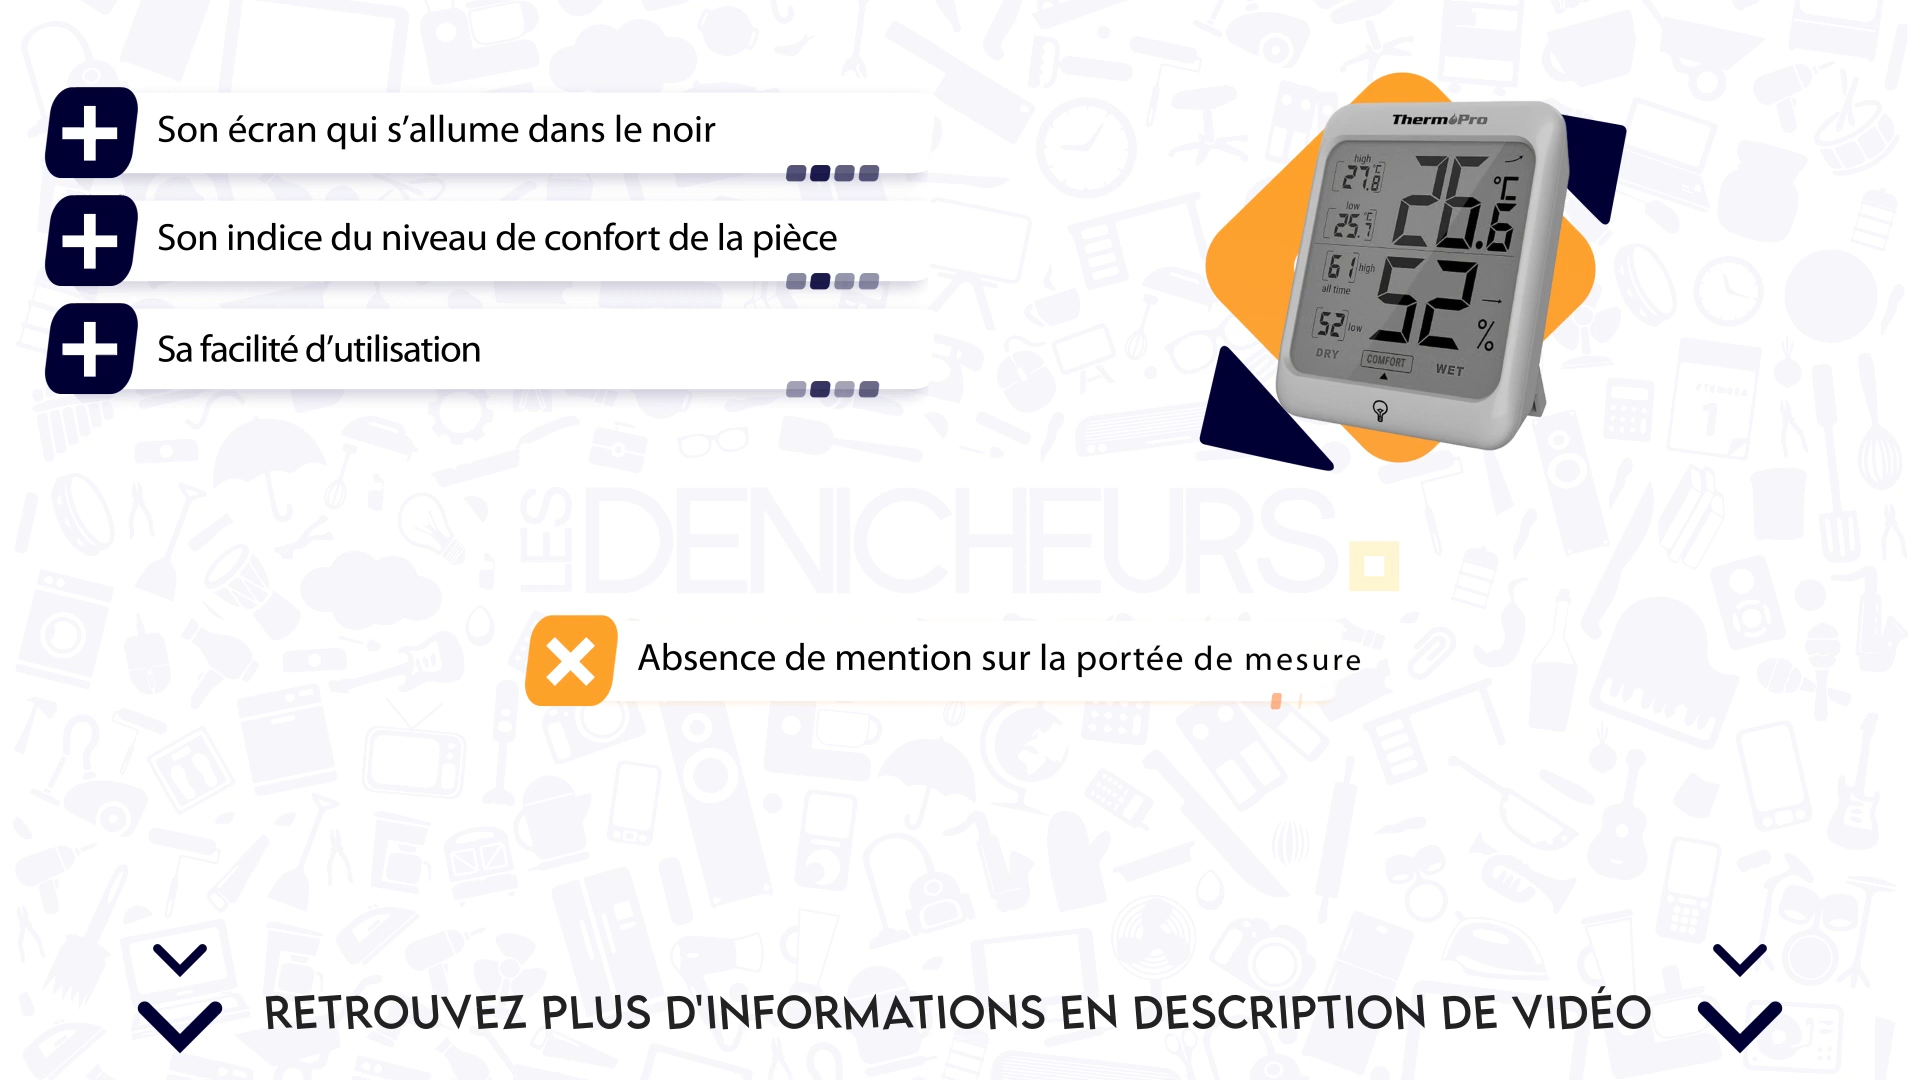 Son écran qui s’allume dans le noir
Son indice du niveau de confort de la pièce
Sa facilité d’utilisation
ThermoPro
high
27.8 °C
26.6 °C
low
25.7 °C
61 high
all time
52 %
52 low
DRY COMFORT WET
LES DENICHEURS
Absence de mention sur la portée de mesure
1
RETROUVEZ PLUS D'INFORMATIONS EN DESCRIPTION DE VIDÉO